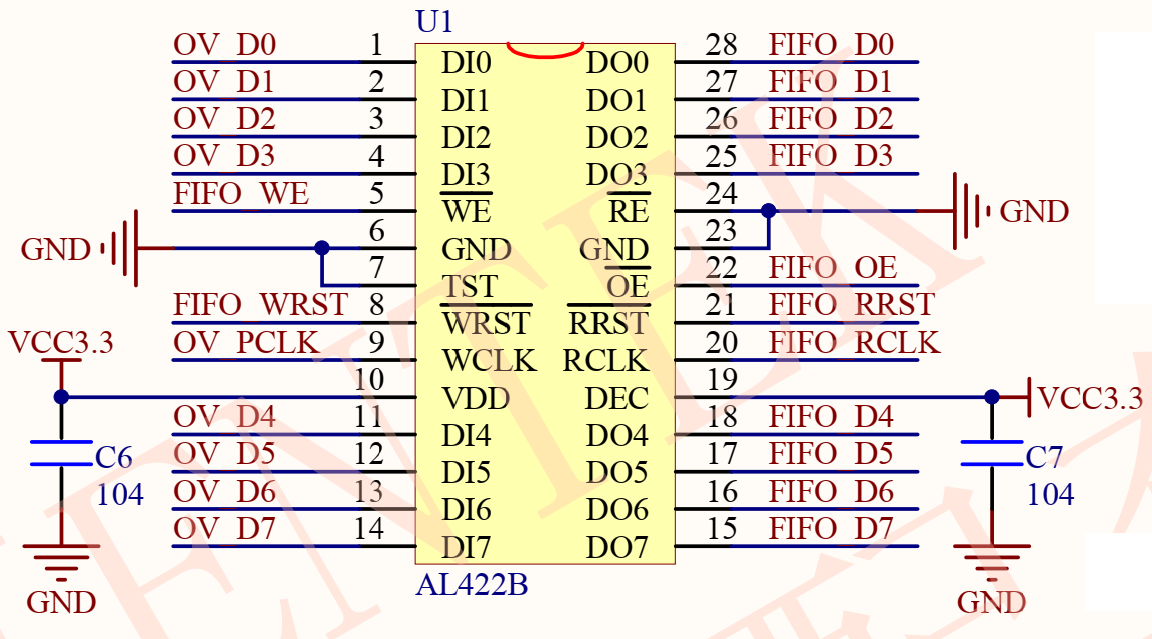 U1
OV_D0 1 DI0 DO0 28 FIFO_D0
OV_D1 2 DI1 DO1 27 FIFO_D1
OV_D2 3 DI2 DO2 26 FIFO_D2
OV_D3 4 DI3 DO3 25 FIFO_D3
FIFO_WE 5 WE RE 24 GND
GND 6 GND GND 23
7 TST OE 22 FIFO_OE
FIFO_WRST 8 WRST RRST 21 FIFO_RRST
OV_PCLK 9 WCLK RCLK 20 FIFO_RCLK
VCC3.3 10 VDD DEC 19 VCC3.3
OV_D4 11 DI4 DO4 18 FIFO_D4
OV_D5 12 DI5 DO5 17 FIFO_D5
OV_D6 13 DI6 DO6 16 FIFO_D6
OV_D7 14 DI7 DO7 15 FIFO_D7
C6
104
C7
104
AL422B
GND
GND